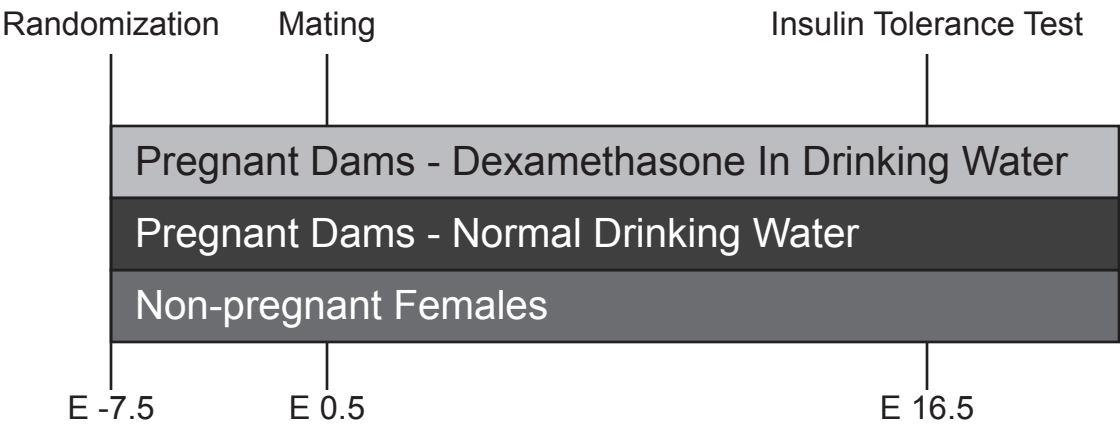 Randomization Mating Insulin Tolerance Test
Pregnant Dams - Dexamethasone In Drinking Water
Pregnant Dams - Normal Drinking Water
Non-pregnant Females
E -7.5 E 0.5 E 16.5